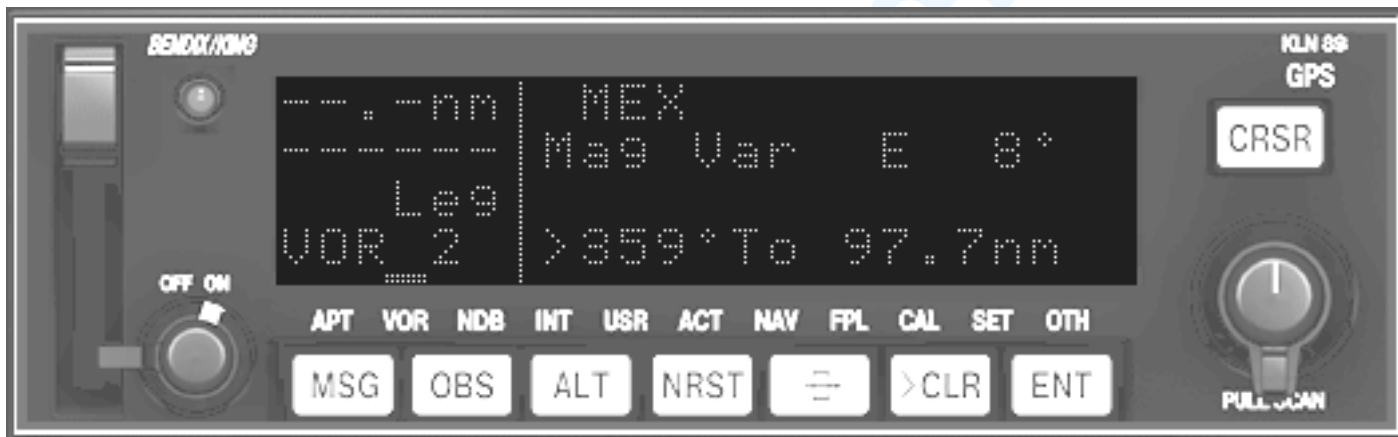 BENDIX/KING
KLN 89
GPS
--.-nm
------
Leg
VOR 2
MEX
Mag Var E 8°
>359°To 97.7nm
CRSR
OFF ON
APT VOR NDB INT USR ACT NAV FPL CAL SET OTH
MSG OBS ALT NRST >CLR ENT
PULL SCAN